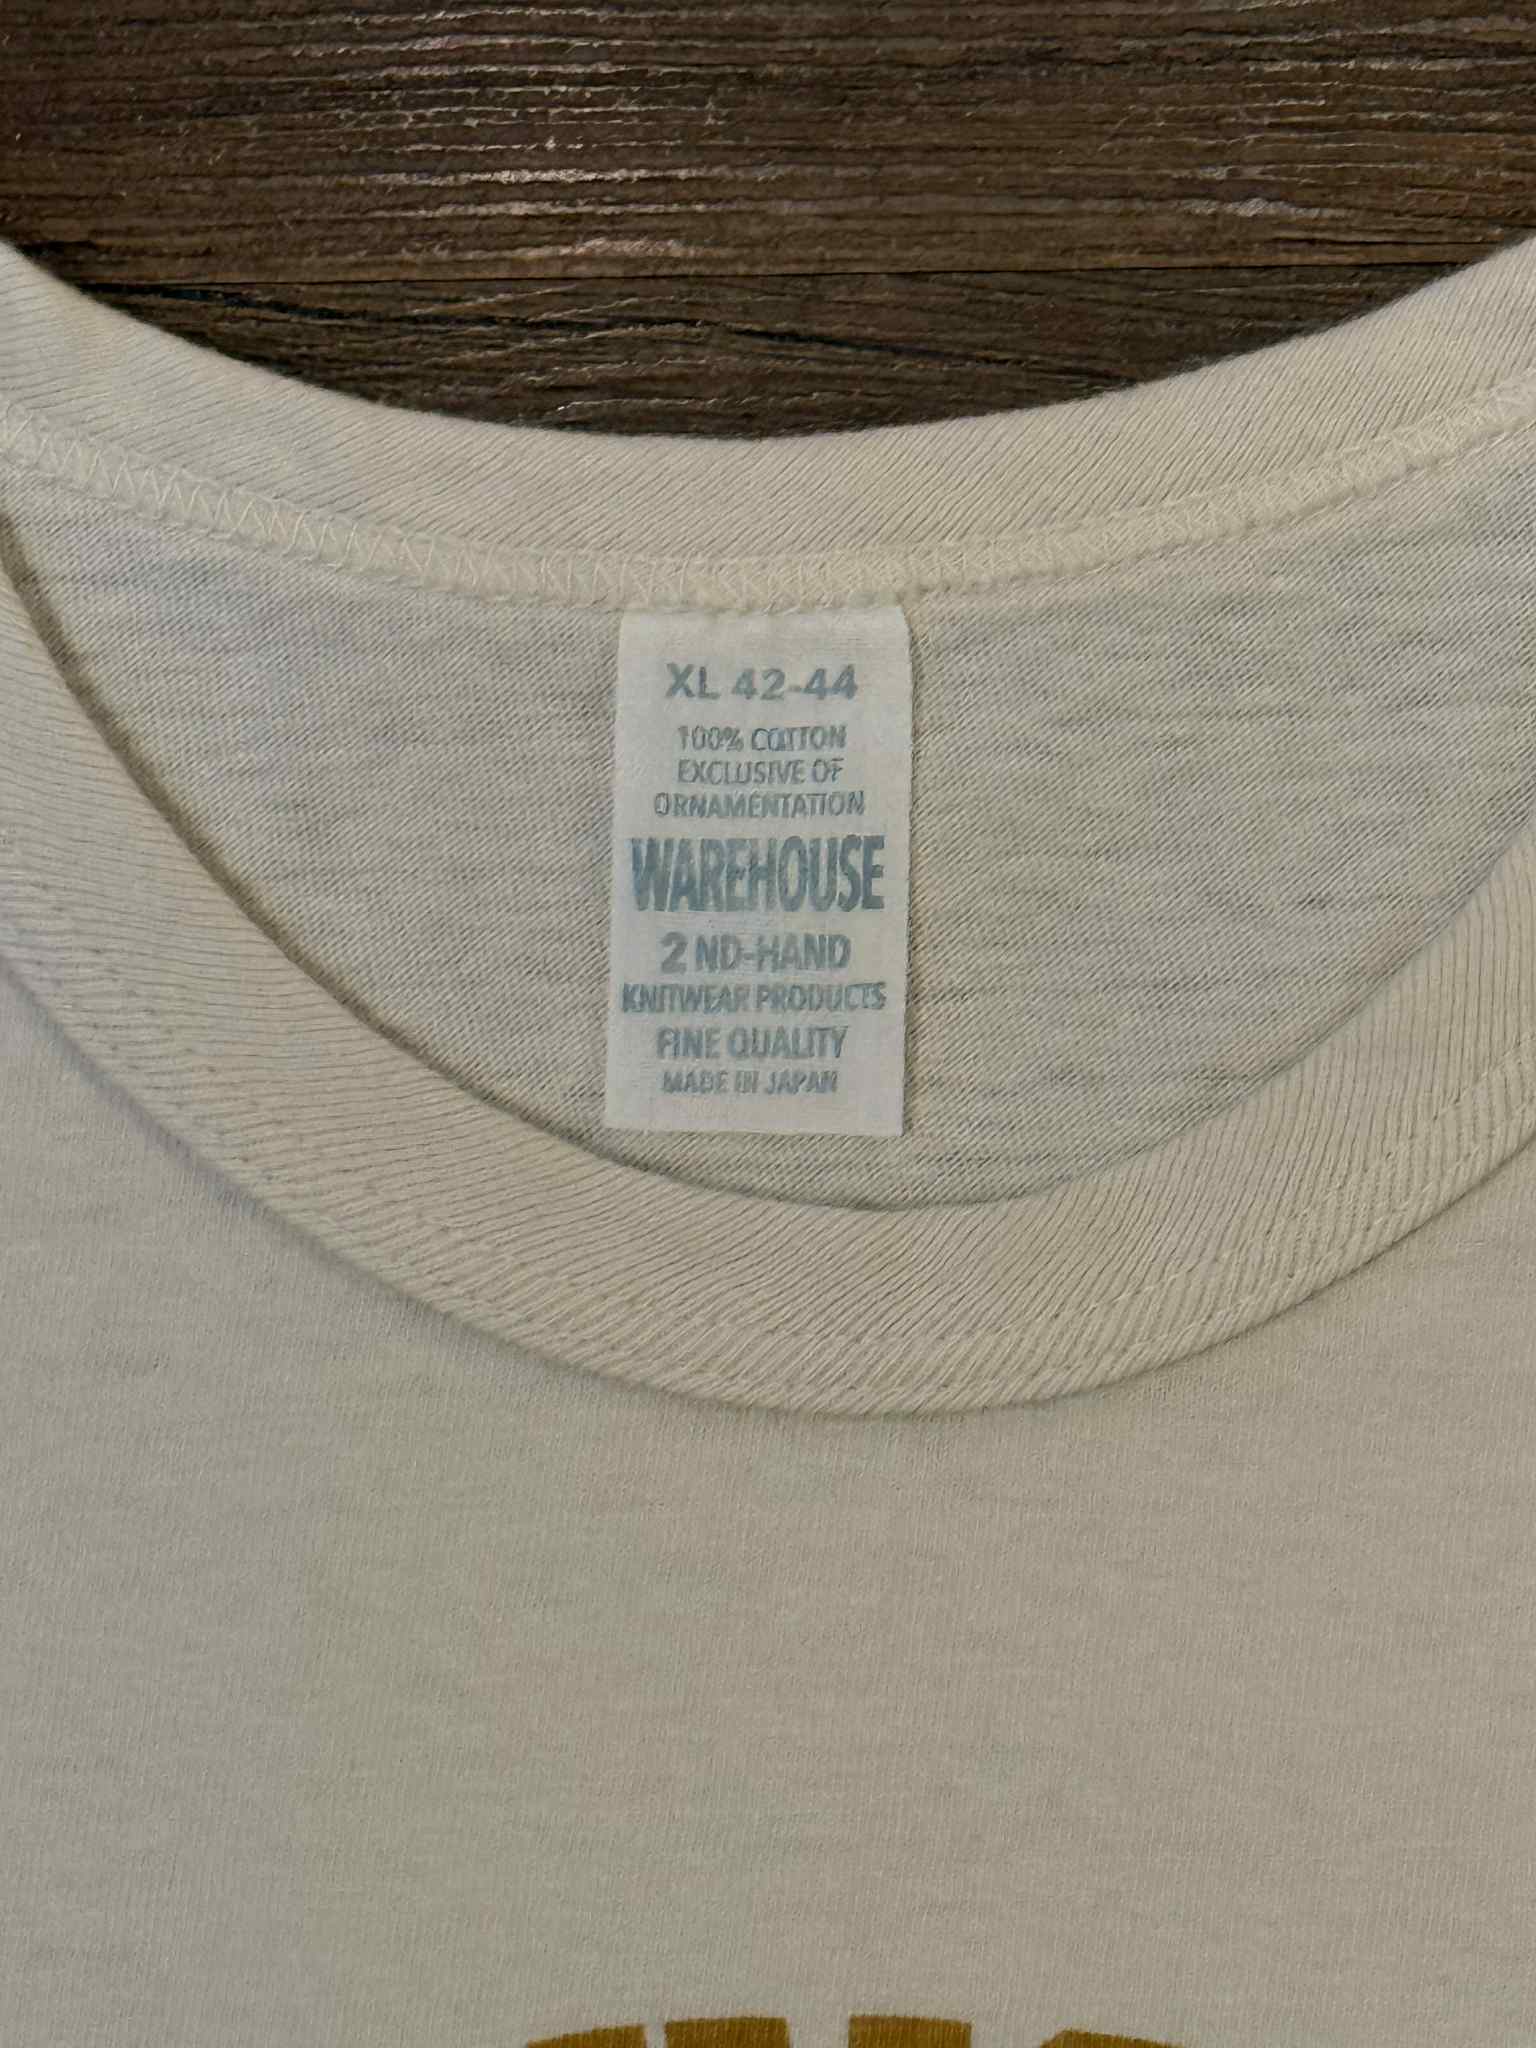 XL 42-44
100% COTTON
EXCLUSIVE OF
ORNAMENTATION
WAREHOUSE
2 ND-HAND
KNITWEAR PRODUCTS
FINE QUALITY
MADE IN JAPAN